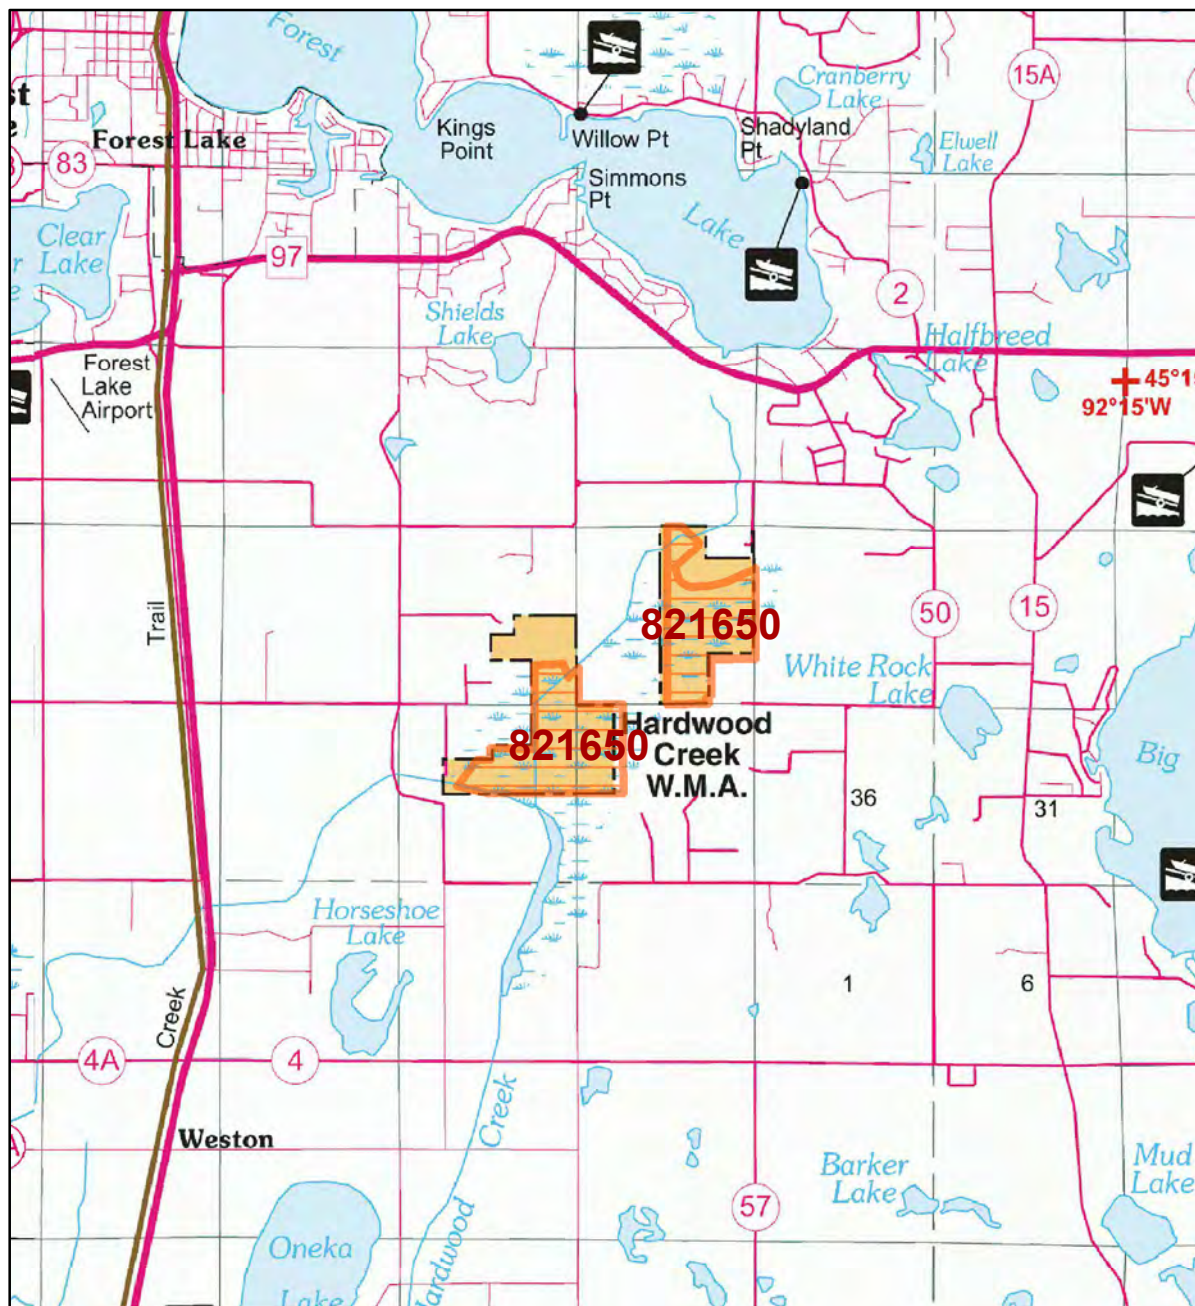 Forest
15A
Cranberry
Lake
st
e
Forest Lake
Kings
Point
Willow Pt
Shadyland
Pt
Elwell
Lake
83
Simmons
Pt
Lake
Clear
Lake
r
e
97
2
Shields
Lake
Halfbreed
Lake
Forest
Lake
Airport
45°15
92°15'W
Trail
821650
50
15
White Rock
Lake
821650
Hardwood
Creek
W.M.A.
Big
36
31
Horseshoe
Lake
1
6
Creek
4A
4
Creek
Weston
Barker
Lake
Mud
Lake
57
Oneka
Lake
Hardwood